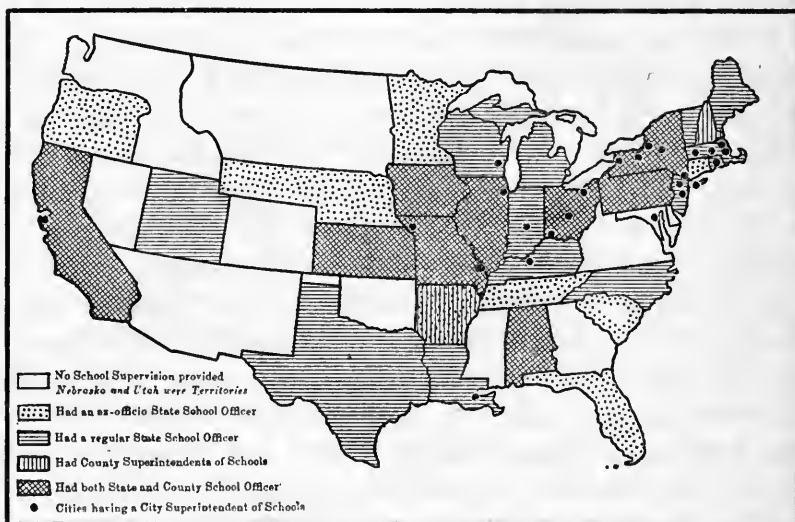 No School Supervision provided
Nebraska and Utah were Territories
Had an ex-officio State School Officer
Had a regular State School Officer
Had County Superintendents of Schools
Had both State and County School Officer
Cities having a City Superintendent of Schools